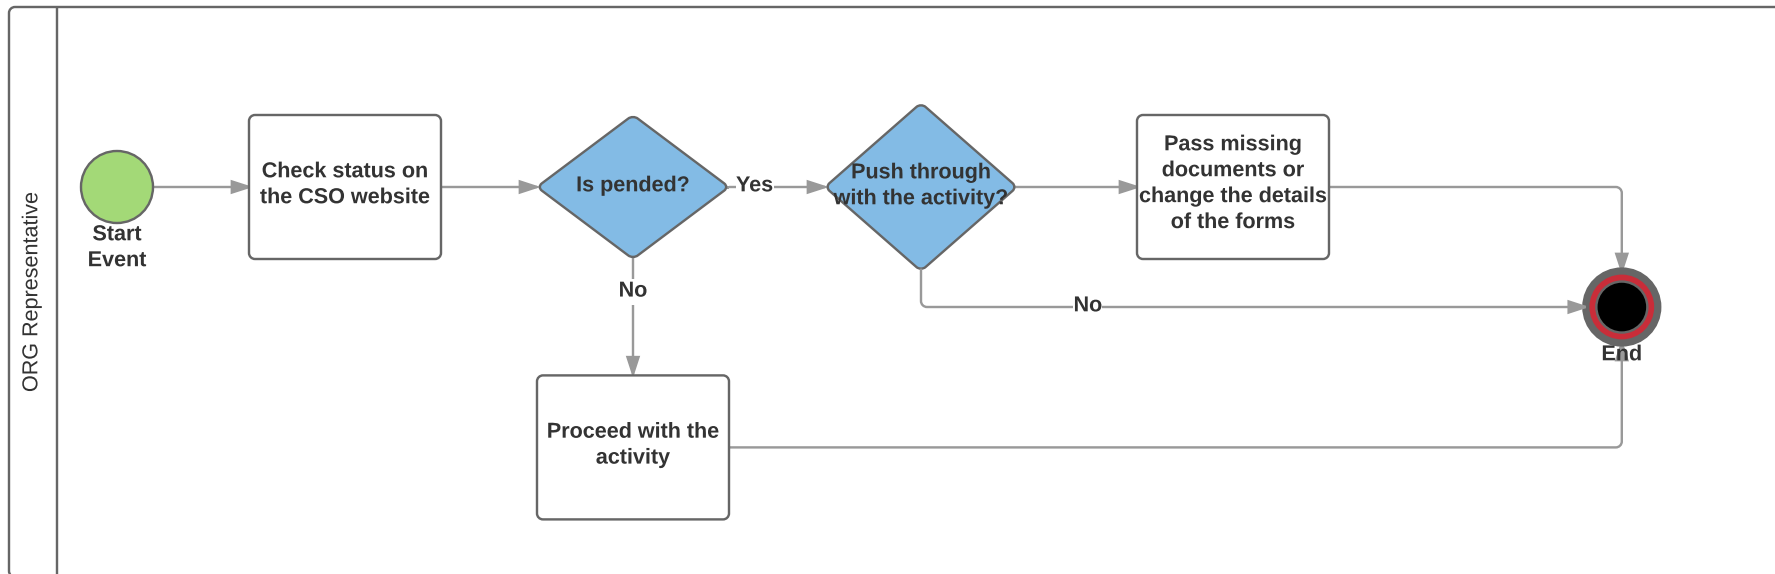 ORG Representative
Start
Event
Check status on
the CSO website
Is pended?
Yes
Push through
with the activity?
Pass missing
documents or
change the details
of the forms
No
No
End
Proceed with the
activity